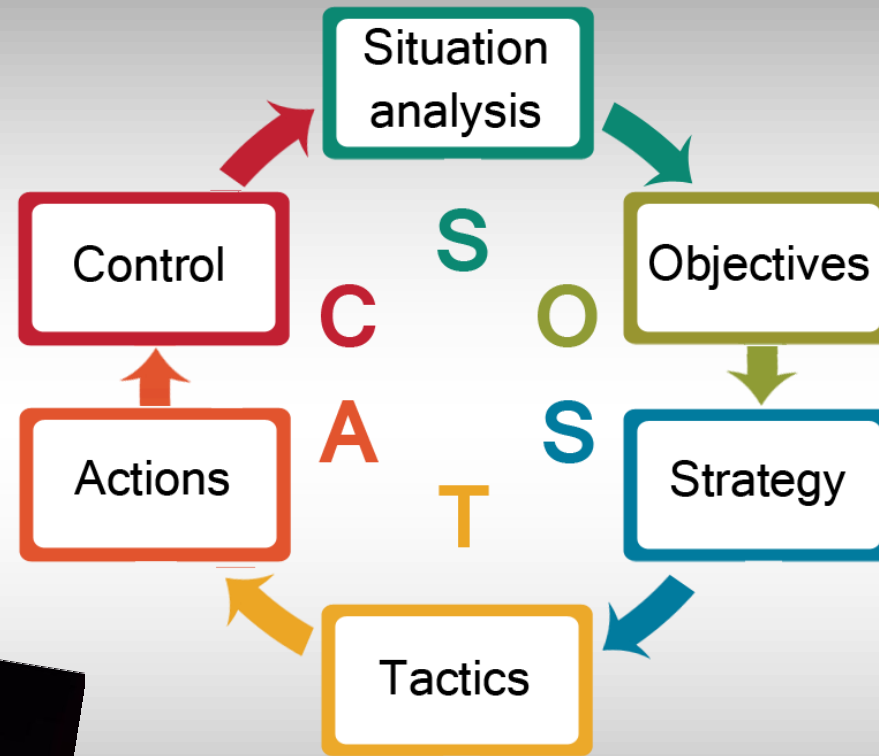 Situation
analysis
S
Control
Objectives
C
O
A
S
Actions
Strategy
T
Tactics